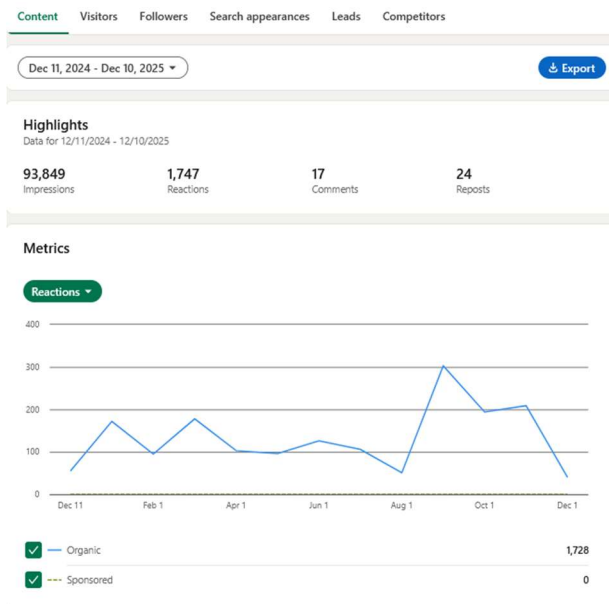 Content Visitors Followers Search appearances Leads Competitors
Dec 11, 2024 - Dec 10, 2025
Export
Highlights
Data for 12/11/2024 - 12/10/2025
93,849 1,747 17 24
Impressions Reactions Comments Reposts
Metrics
Reactions
400
300
200
100
0
Dec 11 Feb 1 Apr 1 Jun 1 Aug 1 Oct 1 Dec 1
Organic 1,728
Sponsored 0